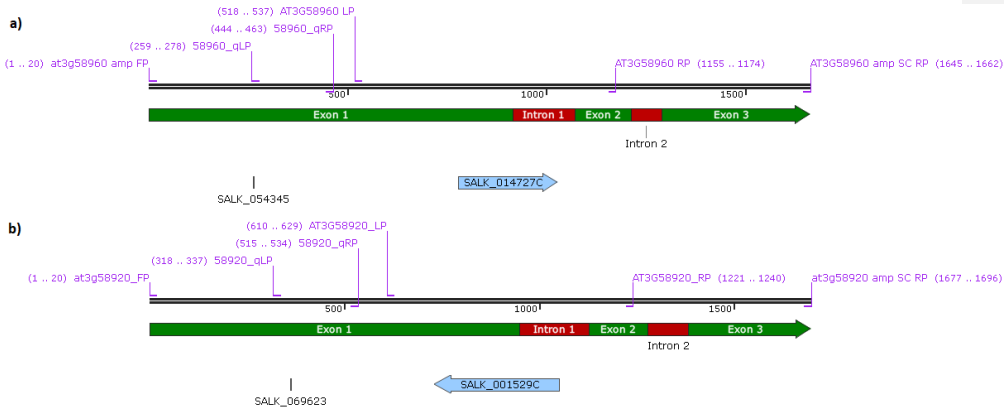 a)
(518 .. 537) AT3G58960 LP
(444 .. 463) 58960_qRP
(259 .. 278) 58960_qLP
(1 .. 20) at3g58960 amp FP
AT3G58960 RP (1155 .. 1174)
AT3G58960 amp SC RP (1645 .. 1662)
500 1000 1500
Exon 1 Intron 1 Exon 2 Exon 3
Intron 2
SALK_014727C
SALK_054345
b)
(610 .. 629) AT3G58920_LP
(515 .. 534) 58920_qRP
(318 .. 337) 58920_qLP
(1 .. 20) at3g58920_FP
AT3G58920_RP (1221 .. 1240)
at3g58920 amp SC RP (1677 .. 1696)
500 1000 1500
Exon 1 Intron 1 Exon 2 Exon 3
Intron 2
SALK_001529C
SALK_069623